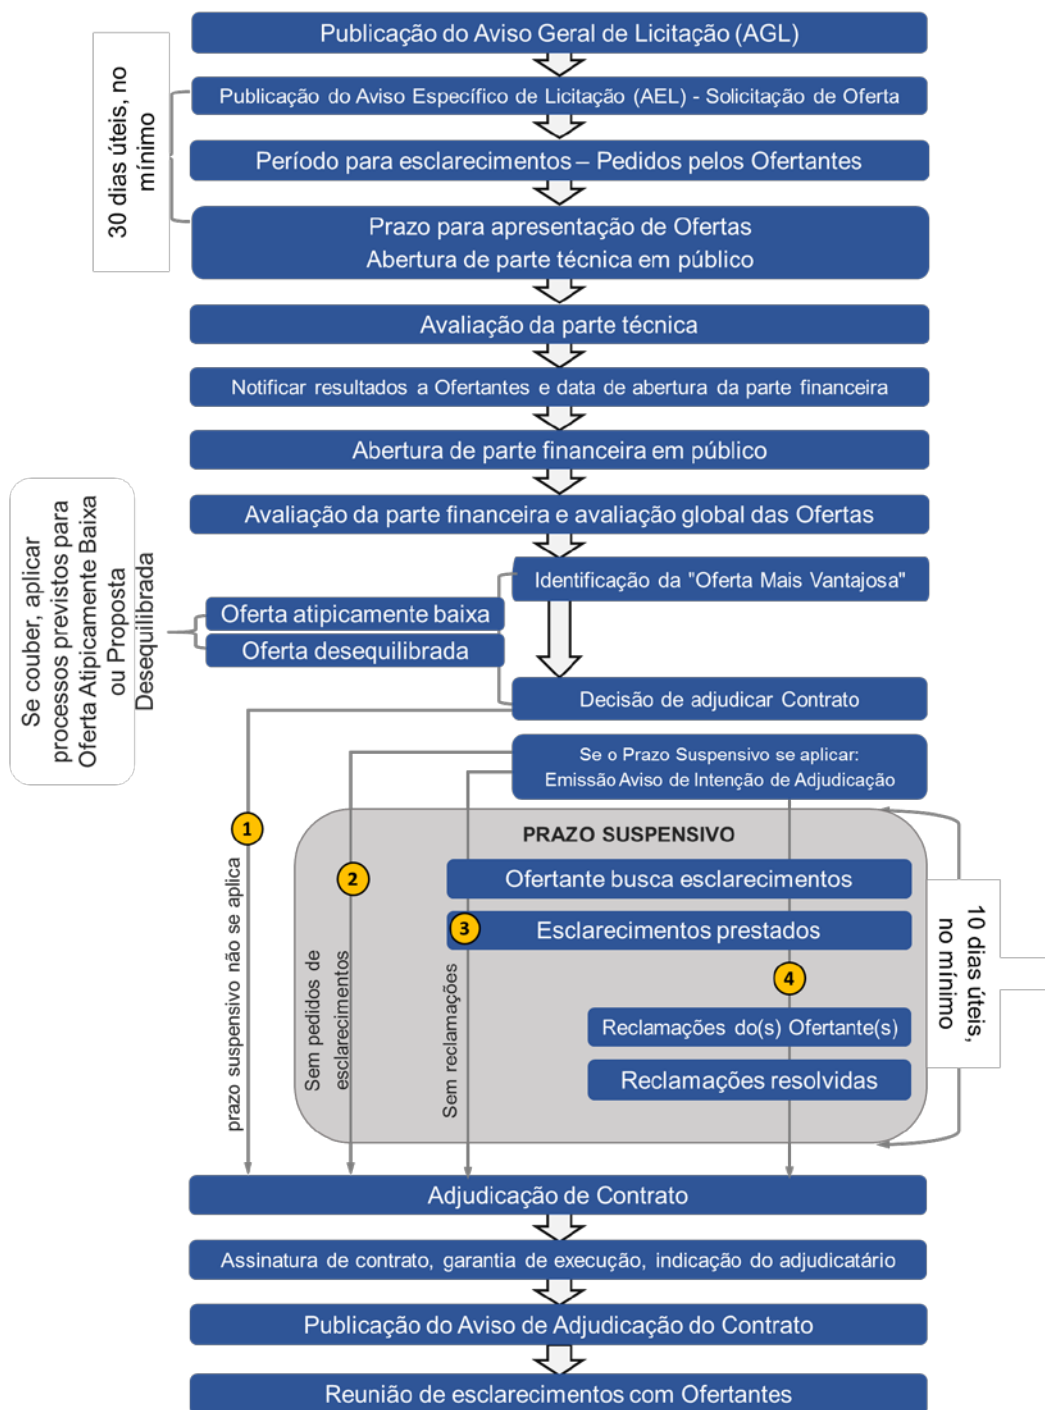 Publicação do Aviso Geral de Licitação (AGL)
30 dias úteis, no
mínimo
Publicação do Aviso Específico de Licitação (AEL) - Solicitação de Oferta
Período para esclarecimentos – Pedidos pelos Ofertantes
Prazo para apresentação de Ofertas
Abertura de parte técnica em público
Avaliação da parte técnica
Notificar resultados a Ofertantes e data de abertura da parte financeira
Abertura de parte financeira em público
Avaliação da parte financeira e avaliação global das Ofertas
Se couber, aplicar
processos previstos para
Oferta Atipicamente Baixa
ou Proposta
Desequilibrada
Identificação da "Oferta Mais Vantajosa"
Oferta atipicamente baixa
Oferta desequilibrada
Decisão de adjudicar Contrato
Se o Prazo Suspensivo se aplicar:
Emissão Aviso de Intenção de Adjudicação
1
prazo suspensivo não se aplica
PRAZO SUSPENSIVO
2
Sem pedidos de
esclarecimentos
Ofertante busca esclarecimentos
3
Esclarecimentos prestados
Sem reclamações
4
Reclamações do(s) Ofertante(s)
Reclamações resolvidas
10 dias úteis,
no mínimo
Adjudicação de Contrato
Assinatura de contrato, garantia de execução, indicação do adjudicatário
Publicação do Aviso de Adjudicação do Contrato
Reunião de esclarecimentos com Ofertantes